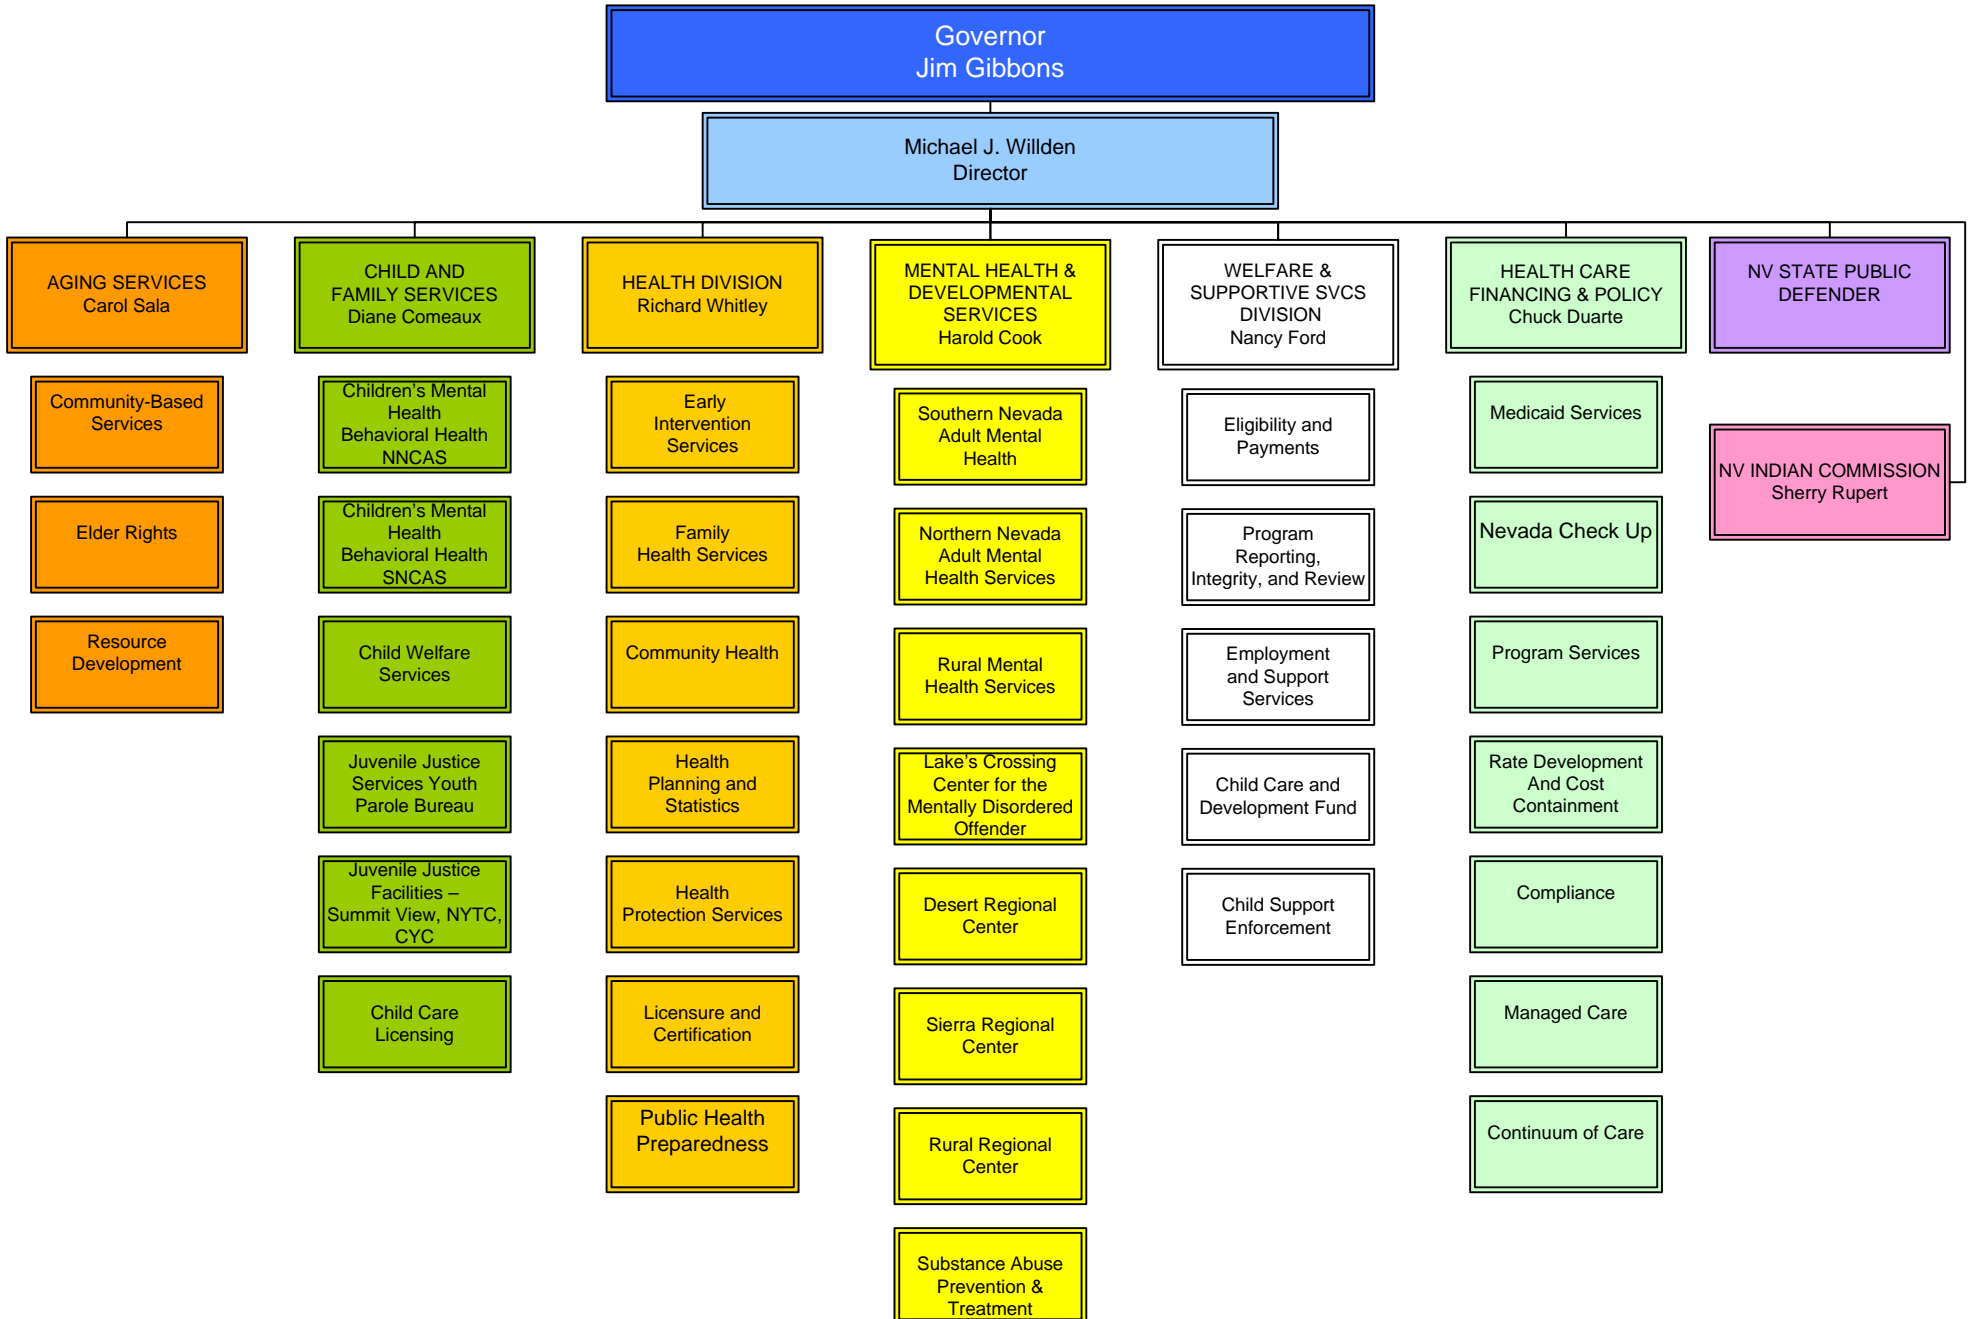 Governor
Jim Gibbons
Michael J. Willden
Director
AGING SERVICES
Carol Sala
Community-Based
Services
Elder Rights
Resource
Development
CHILD AND
FAMILY SERVICES
Diane Comeaux
Children’s Mental
Health
Behavioral Health
NNCAS
Children’s Mental
Health
Behavioral Health
SNCAS
Child Welfare
Services
Juvenile Justice
Services Youth
Parole Bureau
Juvenile Justice
Facilities –
Summit View, NYTC,
CYC
Child Care
Licensing
HEALTH DIVISION
Richard Whitley
Early
Intervention
Services
Family
Health Services
Community Health
Health
Planning and
Statistics
Health
Protection Services
Licensure and
Certification
Public Health
Preparedness
MENTAL HEALTH &
DEVELOPMENTAL
SERVICES
Harold Cook
Southern Nevada
Adult Mental
Health
Northern Nevada
Adult Mental
Health Services
Rural Mental
Health Services
Lake’s Crossing
Center for the
Mentally Disordered
Offender
Desert Regional
Center
Sierra Regional
Center
Rural Regional
Center
Substance Abuse
Prevention &
Treatment
WELFARE &
SUPPORTIVE SVCS
DIVISION
Nancy Ford
Eligibility and
Payments
Program
Reporting,
Integrity, and Review
Employment
and Support
Services
Child Care and
Development Fund
Child Support
Enforcement
HEALTH CARE
FINANCING & POLICY
Chuck Duarte
Medicaid Services
Nevada Check Up
Program Services
Rate Development
And Cost
Containment
Compliance
Managed Care
Continuum of Care
NV STATE PUBLIC
DEFENDER
NV INDIAN COMMISSION
Sherry Rupert